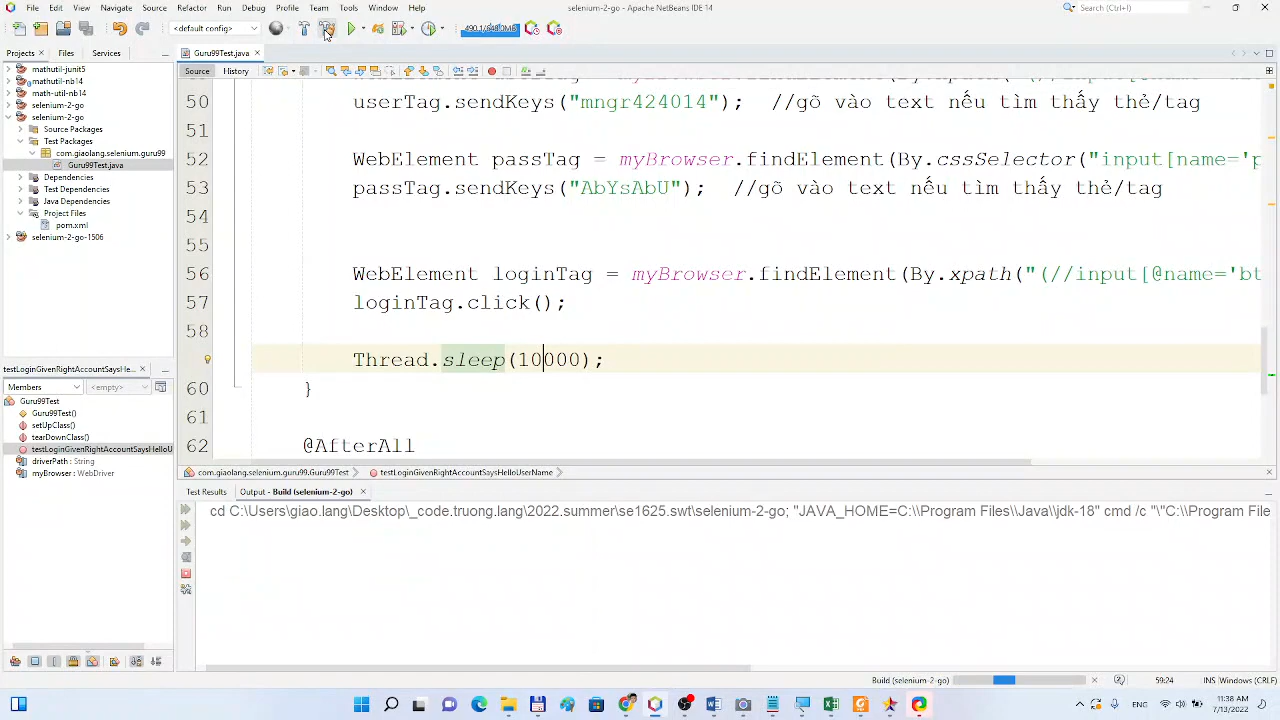 File Edit View Navigate Source Refactor Run Debug Profile Team Tools Window Help
selenium-2-go - Apache NetBeans IDE 14
Search (Ctrl+I)
<default config>
490.1/648.0MB
Projects Files Services
Guru99Test.java
Source History
mathutil-junit5
math-util
math-util-nb14
selenium-2-go
selenium-2-go
Source Packages
Test Packages
com.giaolang.selenium.guru99
Guru99Test.java
Dependencies
Test Dependencies
Java Dependencies
Project Files
pom.xml
selenium-2-go-1506
50 userTag.sendKeys("mngr424014"); //gõ vào text nếu tìm thấy thẻ/tag
51
52 WebElement passTag = myBrowser.findElement(By.cssSelector("input[name='p
53 passTag.sendKeys("AbYsAbU"); //gõ vào text nếu tìm thấy thẻ/tag
54
55
56 WebElement loginTag = myBrowser.findElement(By.xpath("(//input[@name='bt
57 loginTag.click();
58
Thread.sleep(10000);
60 }
61
62 @AfterAll
testLoginGivenRightAccountSaysHe...
Members <empty>
Guru99Test
Guru99Test()
setUpClass()
tearDownClass()
testLoginGivenRightAccountSaysHelloU
driverPath : String
myBrowser : WebDriver
com.giaolang.selenium.guru99.Guru99Test testLoginGivenRightAccountSaysHelloUserName
Test Results Output - Build (selenium-2-go)
cd C:\Users\giao.lang\Desktop\_code.truong.lang\2022.summer\se1625.swt\selenium-2-go; "JAVA_HOME=C:\\Program Files\\Java\\jdk-18" cmd /c "\"C:\\Program File
Build (selenium-2-go) 59:24 INS Windows (CRLF)
ENG
11:38 AM
7/13/2022